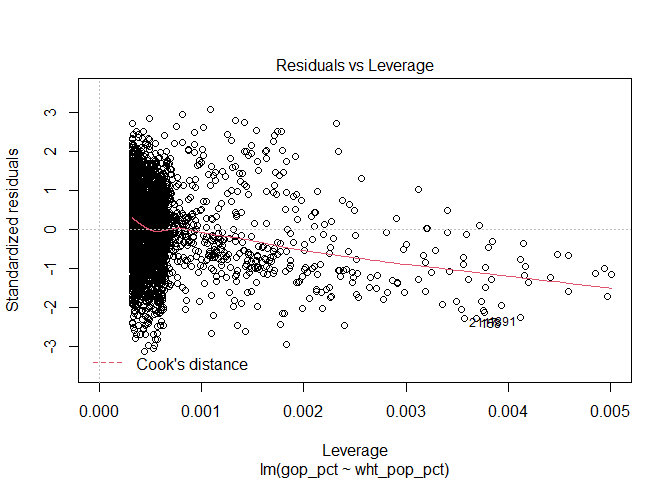 Residuals vs Leverage
Standardized residuals
3
2
1
0
-1
-2
-3
Cook's distance
0.000 0.001 0.002 0.003 0.004 0.005
Leverage
lm(gop_pct ~ wht_pop_pct)